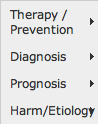 Therapy /
Prevention
Diagnosis
Prognosis
Harm/Etiology